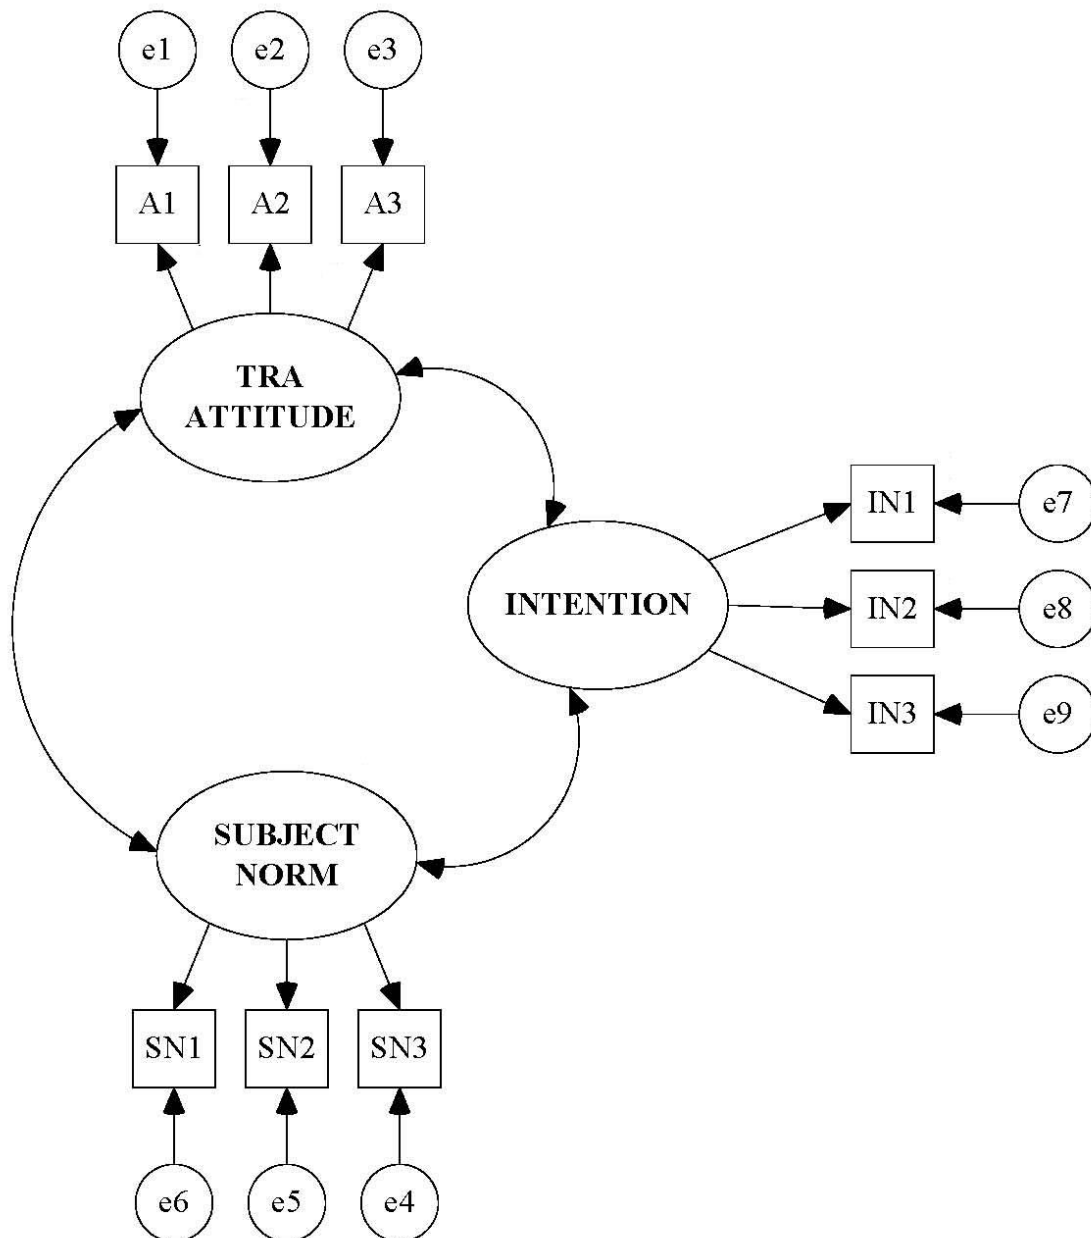 e1 e2 e3
A1 A2 A3
TRA
ATTITUDE
IN1 e7
INTENTION IN2 e8
IN3 e9
SUBJECT
NORM
SN1 SN2 SN3
e6 e5 e4